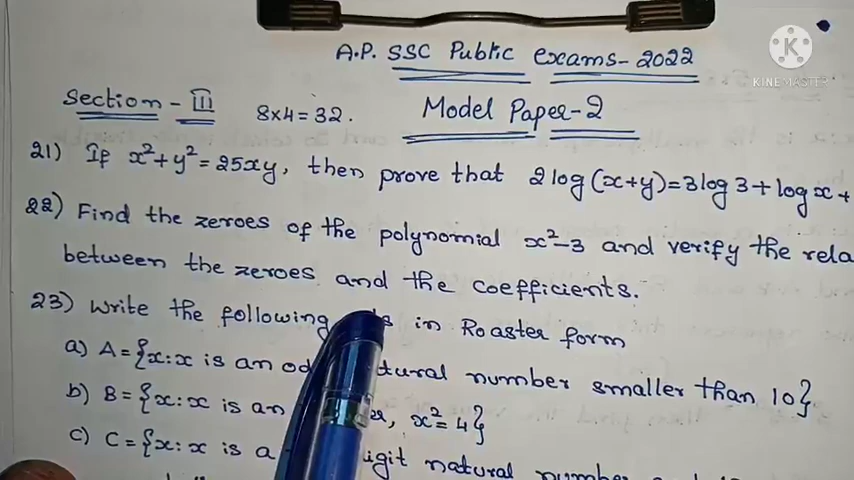 A.P. SSC Public exams-2022
KINEMASTER
Section-III 8x4=32. Model Paper-2
21) If x²+y²=25xy, then prove that 2log(x+y)=3log3+logx+
22) Find the zeroes of the polynomial x²-3 and verify the rela
between the zeroes and the coefficients.
23) Write the following in Roaster form
a) A={x:x is an od tural number smaller than 10}
b) B={x:x is an , x²=4}
c) C={x:x is a igit natural number